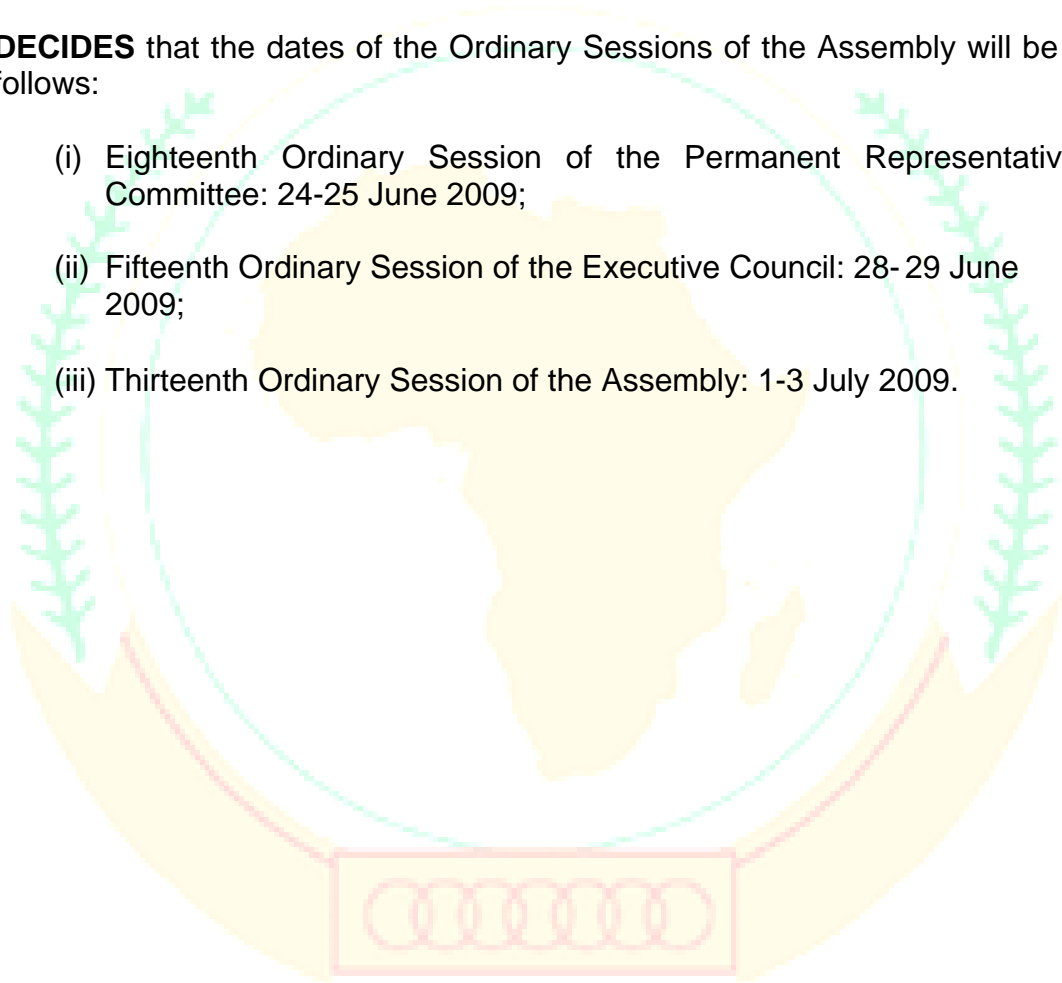 DECIDES that the dates of the Ordinary Sessions of the Assembly will be
follows:
(i) Eighteenth Ordinary Session of the Permanent Representativ
Committee: 24-25 June 2009;
(ii) Fifteenth Ordinary Session of the Executive Council: 28-29 June
2009;
(iii) Thirteenth Ordinary Session of the Assembly: 1-3 July 2009.